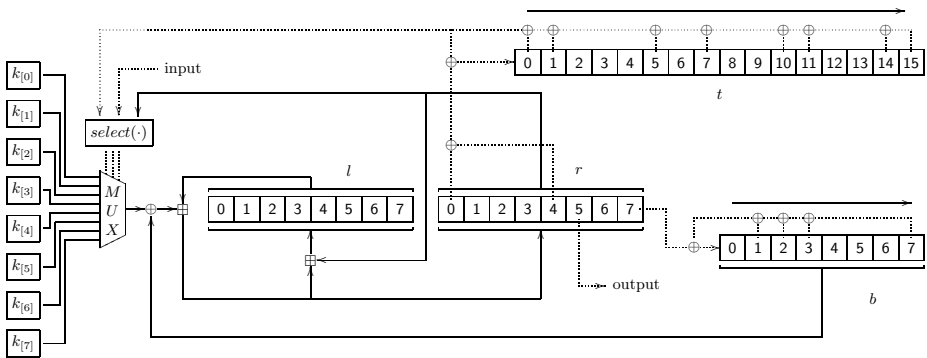 0 1 2 3 4 5 6 7 8 9 10 11 12 13 14 15
t
k[0]
input
k[1]
select(·)
k[2]
l
r
k[3]
M
U
X
0 1 2 3 4 5 6 7
0 1 2 3 4 5 6 7
k[4]
0 1 2 3 4 5 6 7
k[5]
output
b
k[6]
k[7]